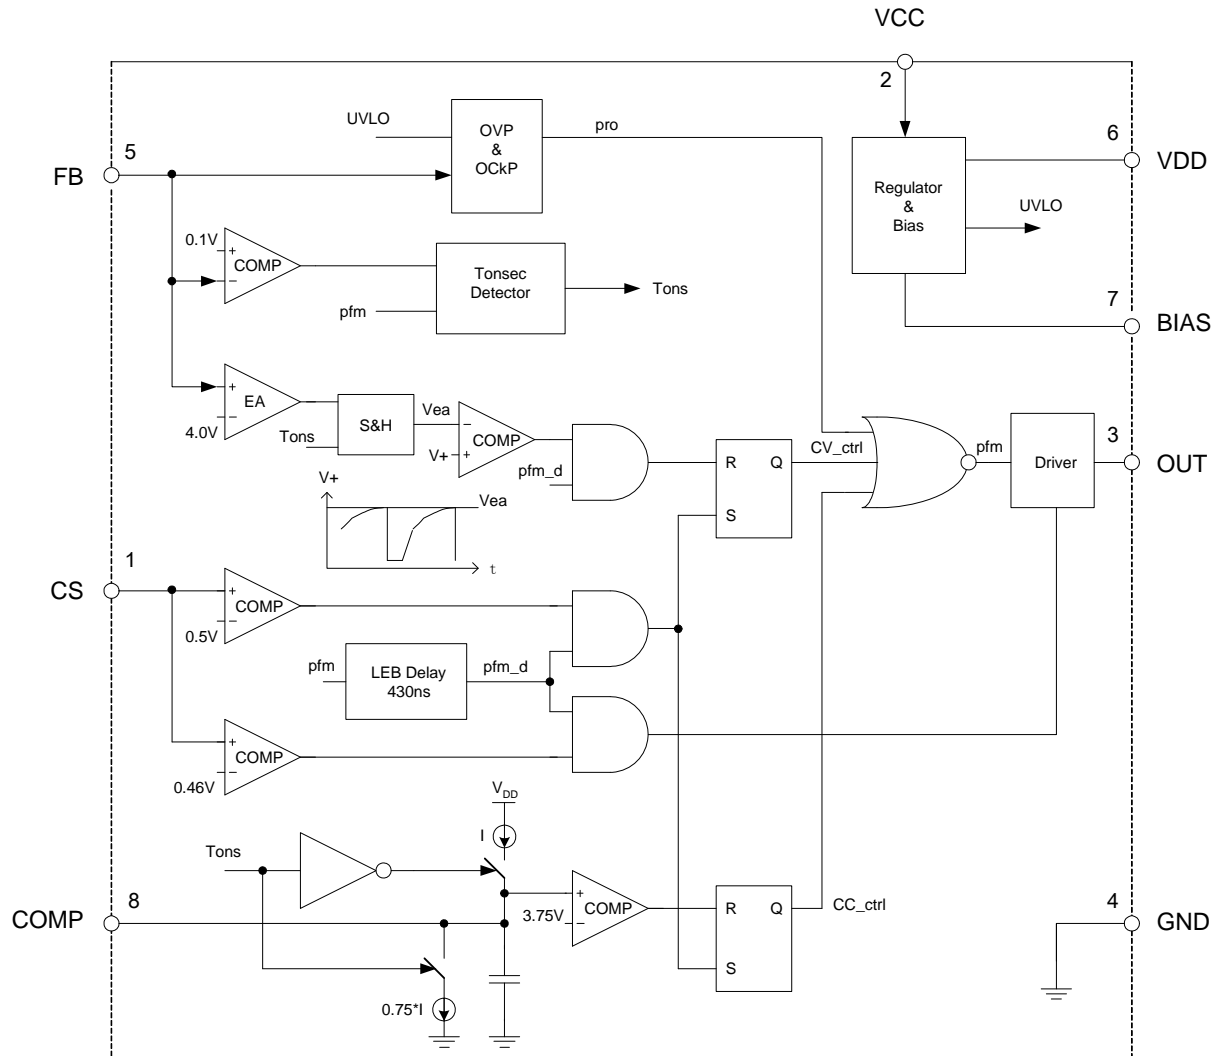 VCC
2
UVLO
OVP
&
OCkP
pro
6
VDD
5
FB
Regulator
&
Bias
UVLO
0.1V
+
COMP
−
Tonsec
Detector
Tons
pfm
7
BIAS
+
EA
−
4.0V
S&H
Tons
Vea
−
COMP
V+
+
pfm_d
R
Q
S
CV_ctrl
pfm
Driver
3
OUT
V+
Vea
t
1
CS
+
COMP
−
0.5V
pfm
LEB Delay
430ns
pfm_d
+
COMP
−
0.46V
VDD
I
Tons
8
COMP
+
COMP
3.75V
−
R
Q
S
CC_ctrl
4
GND
0.75*I